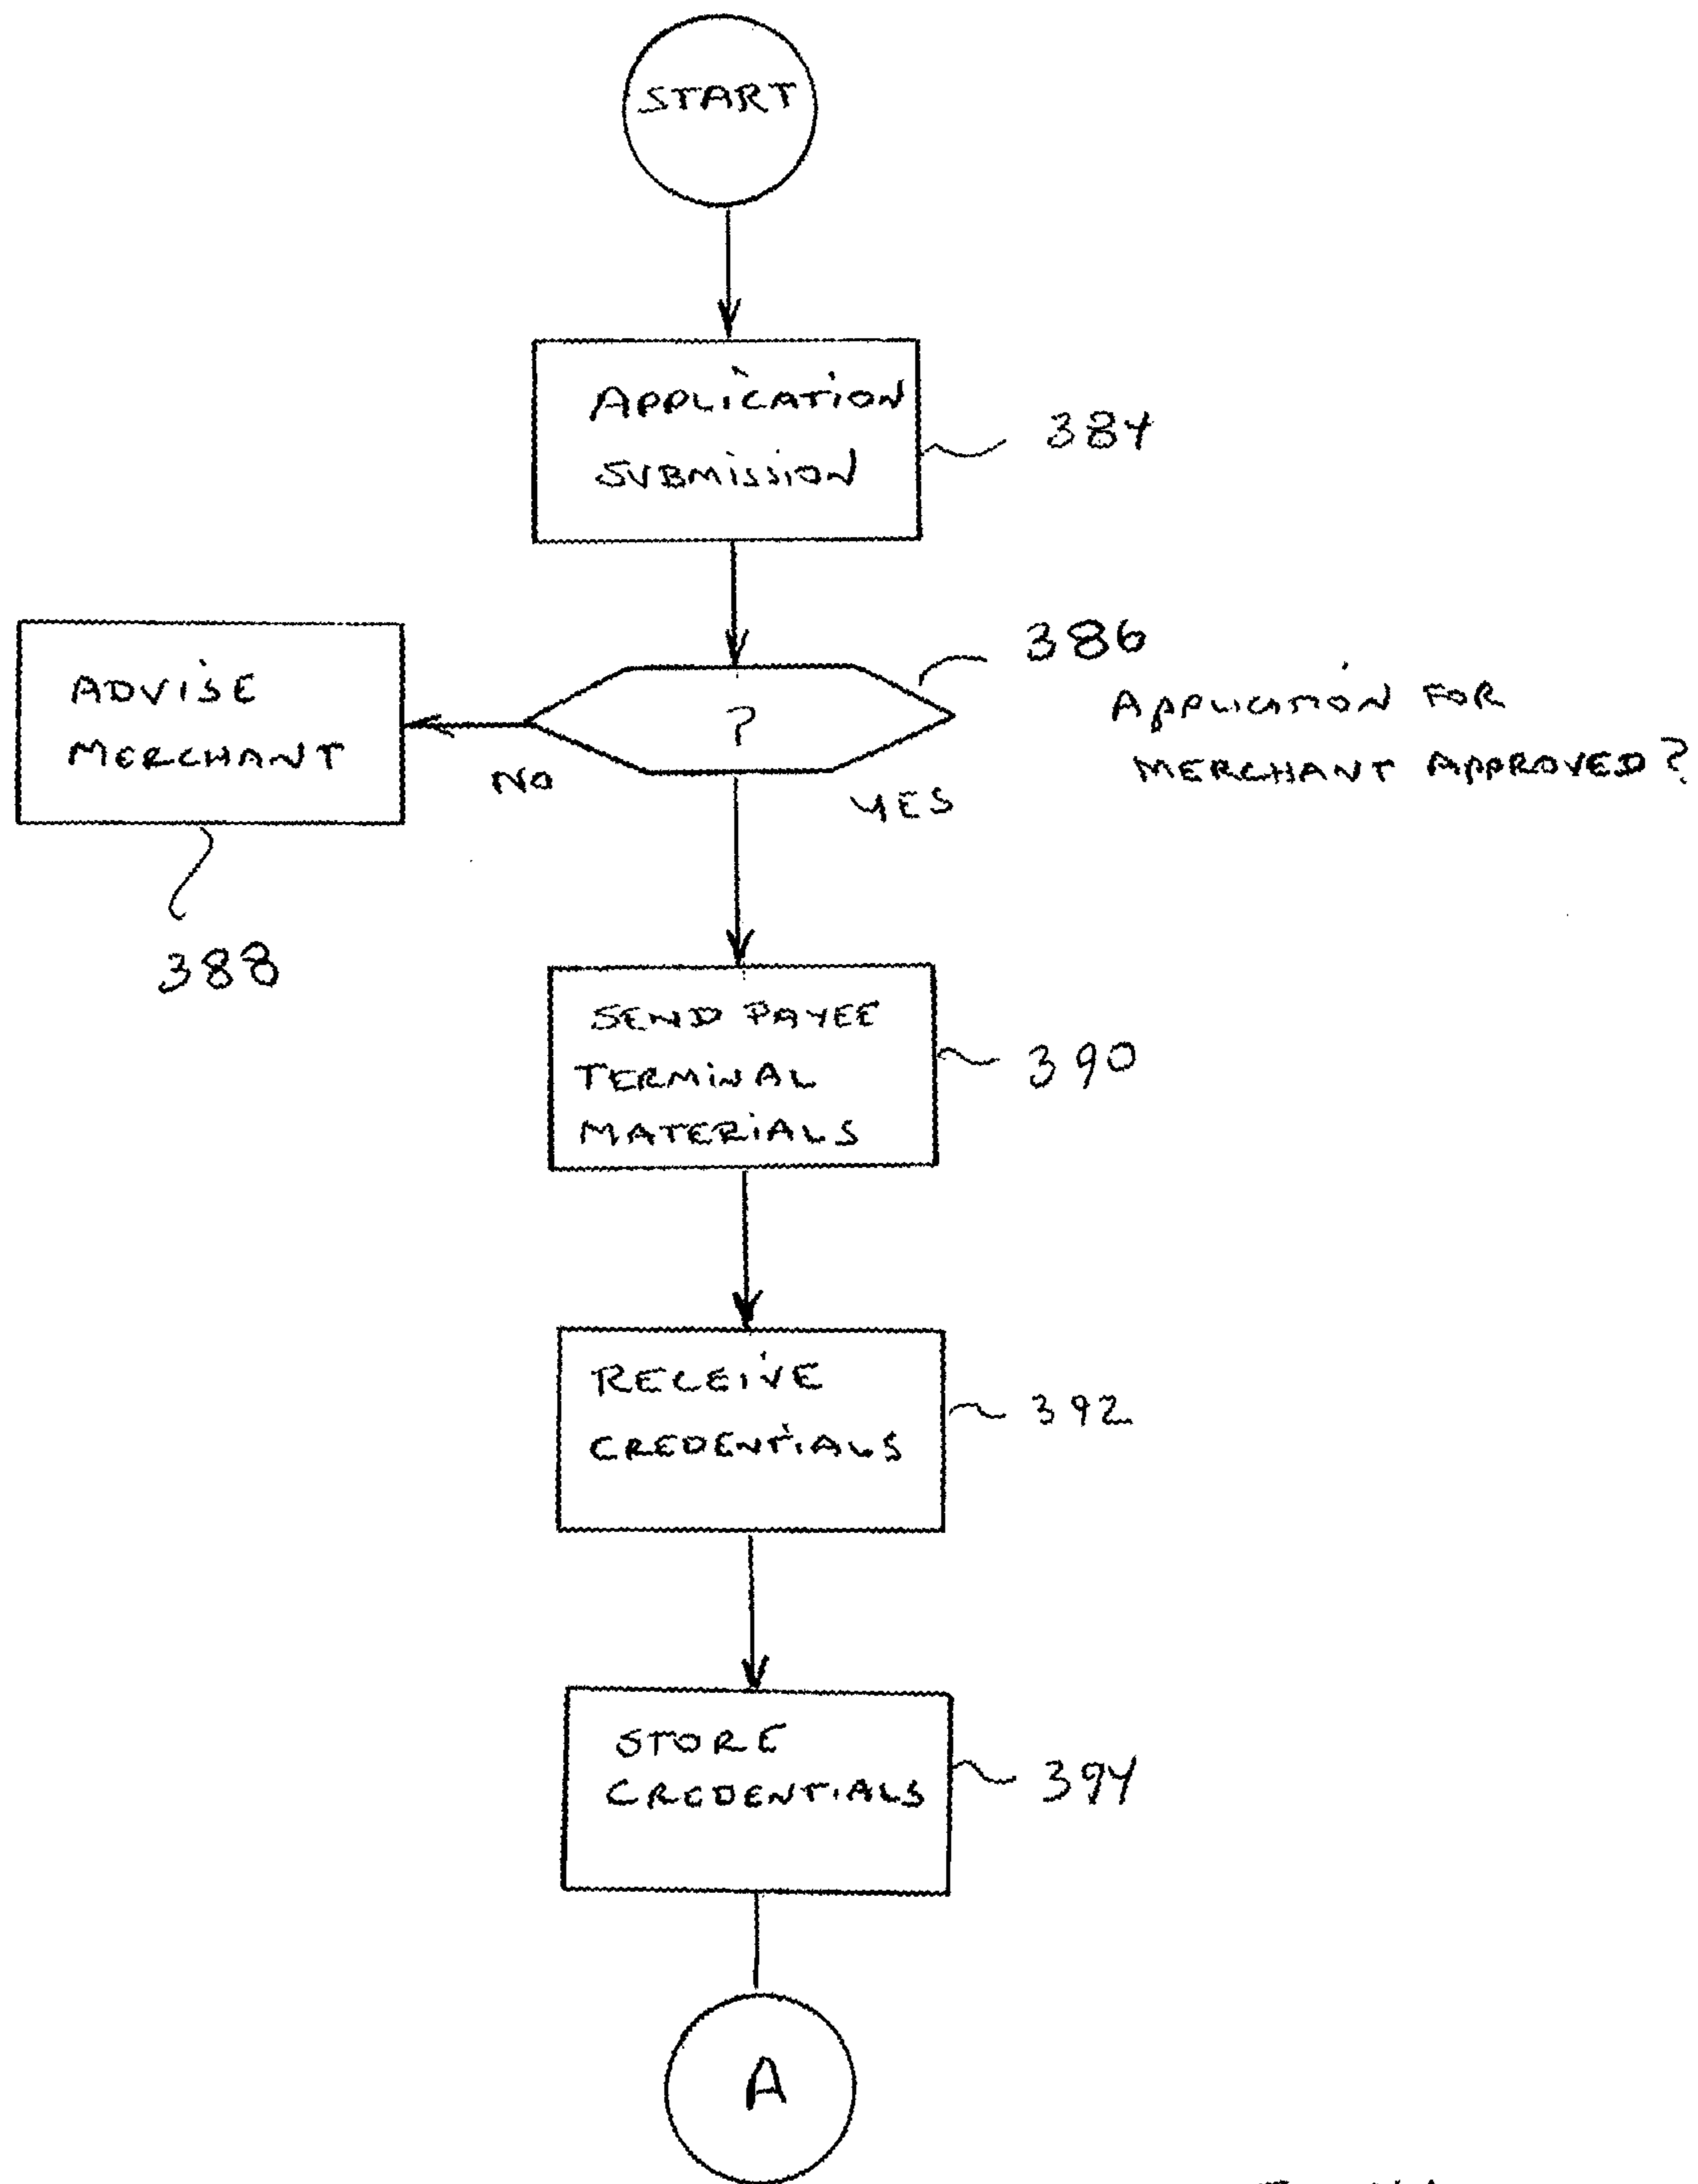 START
APPLICATION
SUBMISSION
384
386
APPLICATION FOR
MERCHANT APPROVED?
?
NO
YES
ADVISE
MERCHANT
388
SEND PAYEE
TERMINAL
MATERIALS
390
RECEIVE
CREDENTIALS
392
STORE
CREDENTIALS
394
A